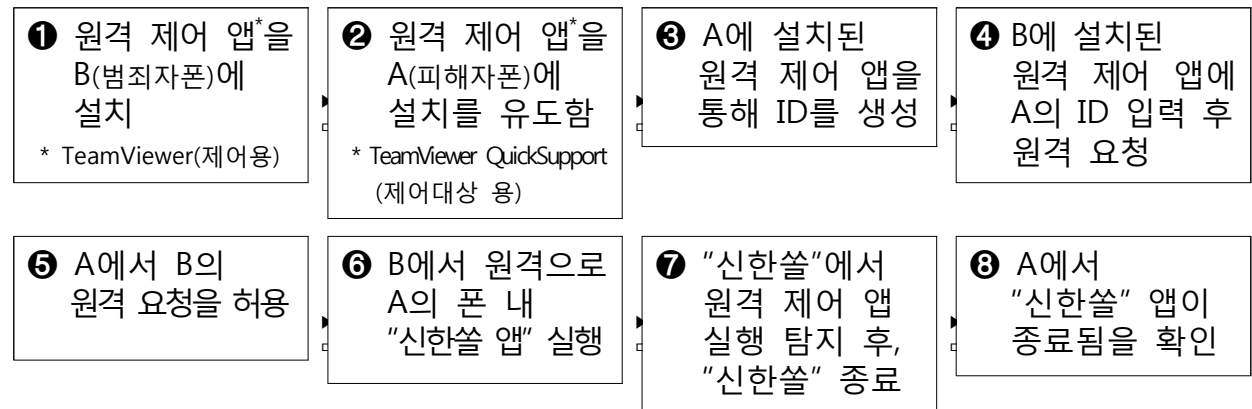 ❶ 원격 제어 앱*을
B(범죄자폰)에
설치
* TeamViewer(제어용)
❷ 원격 제어 앱*을
A(피해자폰)에
설치를 유도함
* TeamViewer QuickSupport
(제어대상 용)
❸ A에 설치된
원격 제어 앱을
통해 ID를 생성
❹ B에 설치된
원격 제어 앱에
A의 ID 입력 후
원격 요청
❺ A에서 B의
원격 요청을 허용
❻ B에서 원격으로
A의 폰 내
"신한쏠 앱" 실행
❼ "신한쏠"에서
원격 제어 앱
실행 탐지 후,
"신한쏠" 종료
❽ A에서
"신한쏠" 앱이
종료됨을 확인